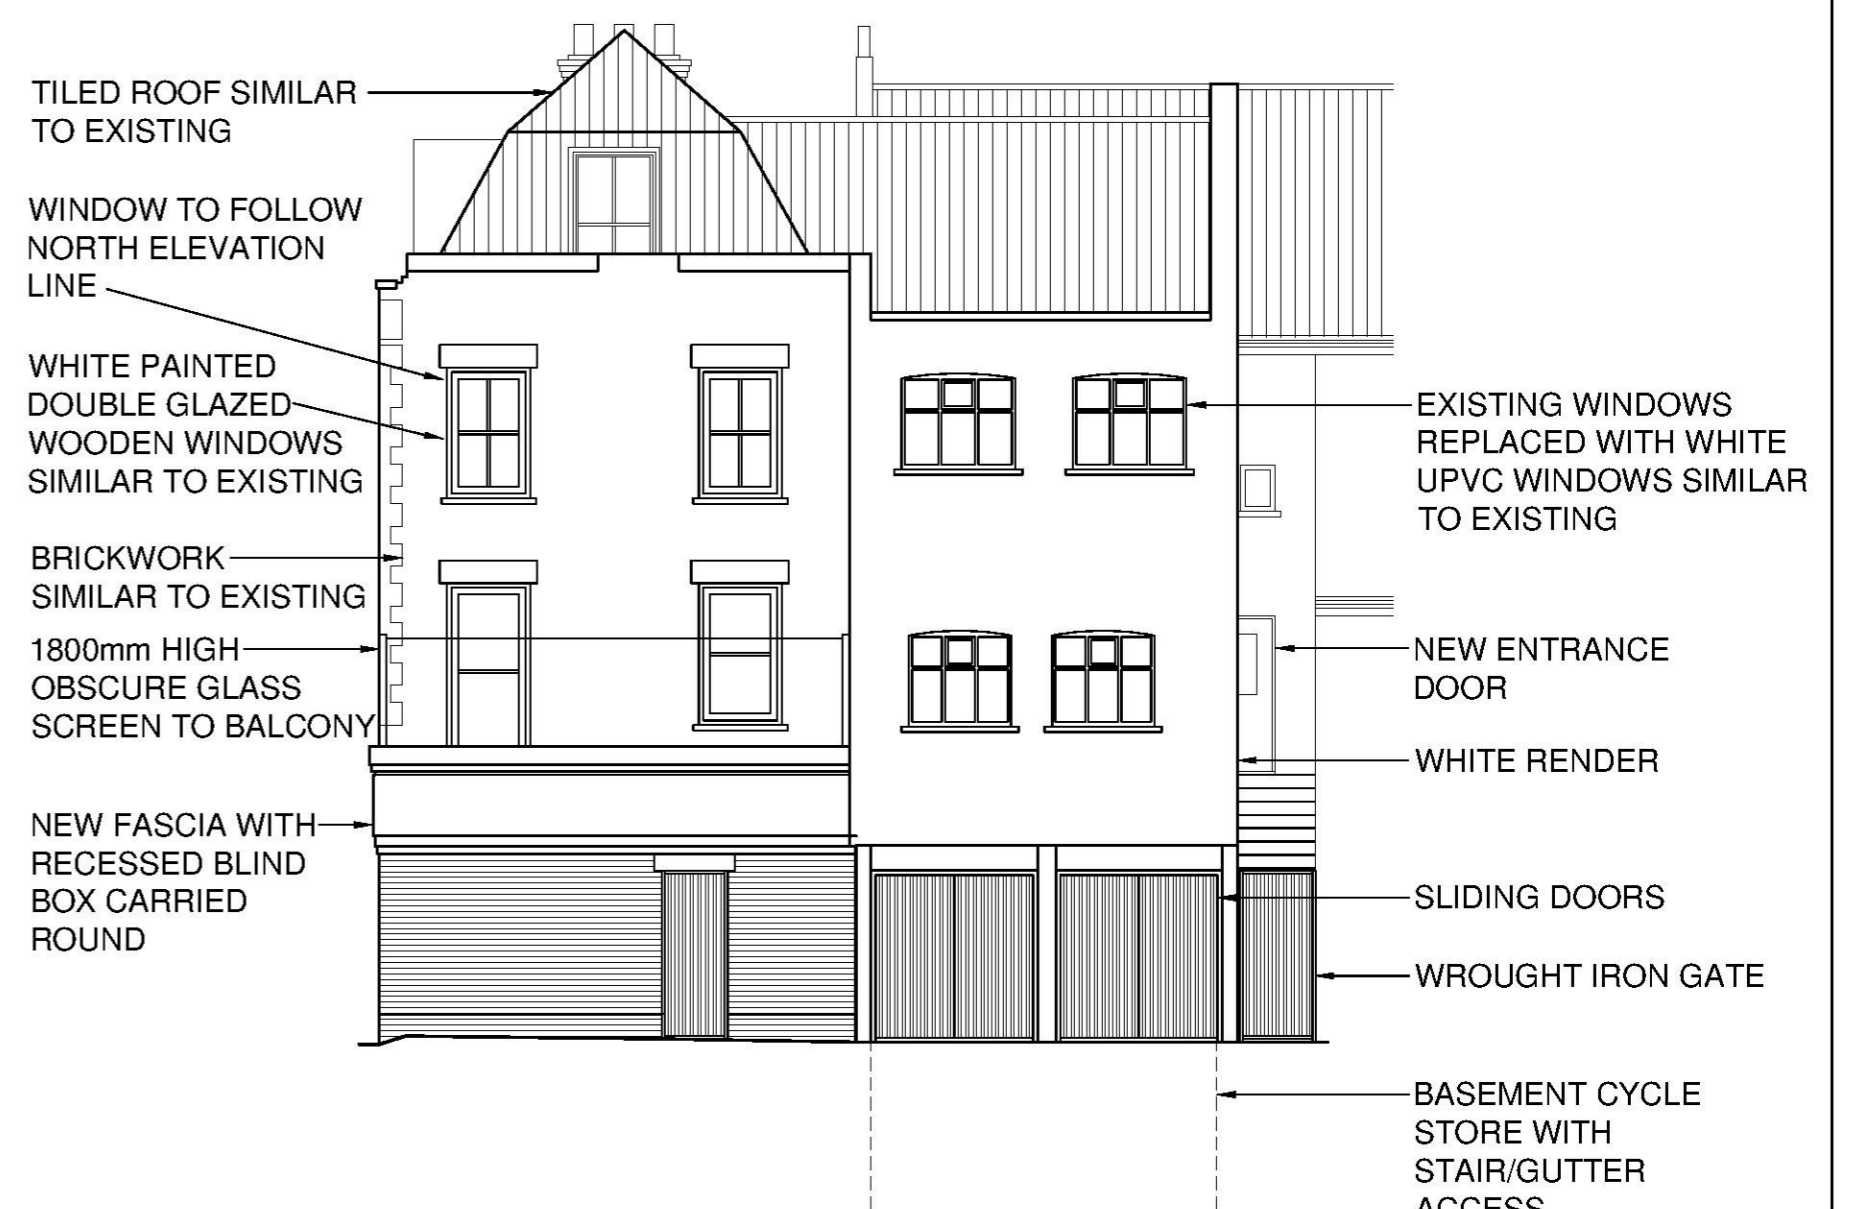 TILED ROOF SIMILAR
TO EXISTING
WINDOW TO FOLLOW
NORTH ELEVATION
LINE
WHITE PAINTED
DOUBLE GLAZED
WOODEN WINDOWS
SIMILAR TO EXISTING
BRICKWORK
SIMILAR TO EXISTING
1800mm HIGH
OBSCURE GLASS
SCREEN TO BALCONY
NEW FASCIA WITH
RECESSED BLIND
BOX CARRIED
ROUND
EXISTING WINDOWS
REPLACED WITH WHITE
UPVC WINDOWS SIMILAR
TO EXISTING
NEW ENTRANCE
DOOR
WHITE RENDER
SLIDING DOORS
WROUGHT IRON GATE
BASEMENT CYCLE
STORE WITH
STAIR/GUTTER
ACCESS